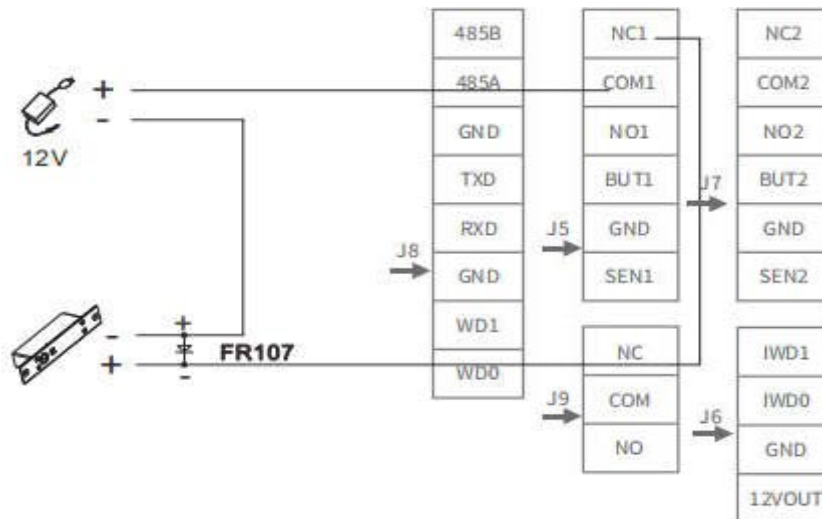 +
-
12V
-
+
+
-
FR107
J8
485B
485A
GND
TXD
RXD
GND
WD1
WD0
J5
NC1
COM1
NO1
BUT1
GND
SEN1
J9
NC
COM
NO
J7
NC2
COM2
NO2
BUT2
GND
SEN2
J6
IWD1
IWD0
GND
12VOUT